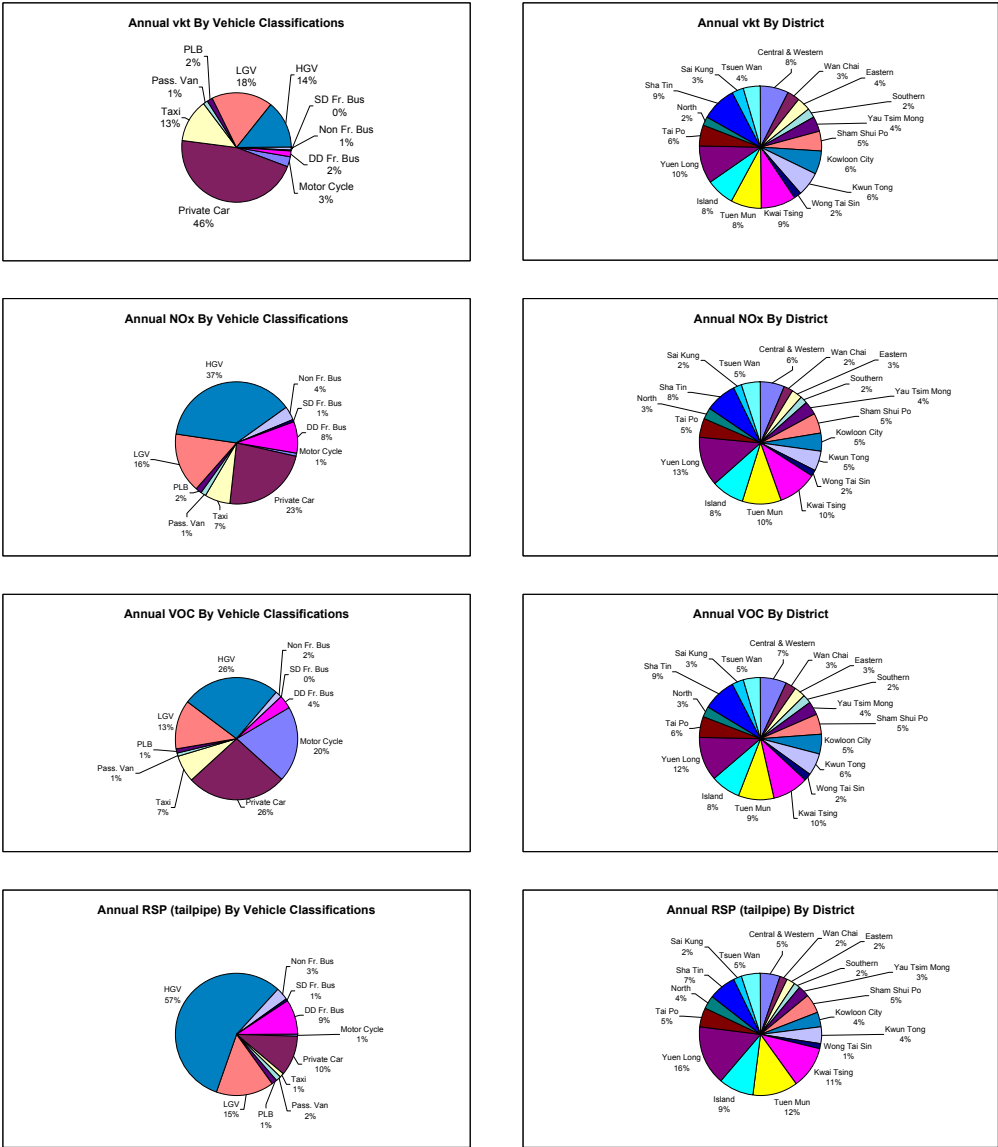 Annual vkt By Vehicle Classifications
PLB
2%
LGV
18%
HGV
14%
Pass. Van
1%
SD Fr. Bus
0%
Taxi
13%
Non Fr. Bus
1%
DD Fr. Bus
2%
Motor Cycle
3%
Private Car
46%
Annual vkt By District
Central & Western
8%
Wan Chai
3%
Eastern
4%
Southern
2%
Yau Tsim Mong
4%
Sham Shui Po
5%
Kowloon City
6%
Kwun Tong
6%
Wong Tai Sin
2%
Kwai Tsing
9%
Tuen Mun
8%
Island
8%
Yuen Long
10%
Tai Po
6%
North
2%
Sha Tin
9%
Sai Kung
3%
Tsuen Wan
4%
Annual NOx By Vehicle Classifications
HGV
37%
Non Fr. Bus
4%
SD Fr. Bus
1%
DD Fr. Bus
8%
Motor Cycle
1%
Private Car
23%
Taxi
7%
Pass. Van
1%
PLB
2%
LGV
16%
Annual NOx By District
Central & Western
6%
Wan Chai
2%
Eastern
3%
Southern
2%
Yau Tsim Mong
4%
Sham Shui Po
5%
Kowloon City
5%
Kwun Tong
5%
Wong Tai Sin
2%
Kwai Tsing
10%
Tuen Mun
10%
Island
8%
Yuen Long
13%
Tai Po
5%
North
3%
Sha Tin
8%
Sai Kung
2%
Tsuen Wan
5%
Annual VOC By Vehicle Classifications
HGV
26%
Non Fr. Bus
2%
SD Fr. Bus
0%
DD Fr. Bus
4%
Motor Cycle
20%
Private Car
26%
Taxi
7%
Pass. Van
1%
PLB
1%
LGV
13%
Annual VOC By District
Central & Western
7%
Wan Chai
3%
Eastern
3%
Southern
2%
Yau Tsim Mong
4%
Sham Shui Po
5%
Kowloon City
5%
Kwun Tong
6%
Wong Tai Sin
2%
Kwai Tsing
10%
Tuen Mun
9%
Island
8%
Yuen Long
12%
Tai Po
6%
North
3%
Sha Tin
9%
Sai Kung
3%
Tsuen Wan
5%
Annual RSP (tailpipe) By Vehicle Classifications
HGV
57%
Non Fr. Bus
3%
SD Fr. Bus
1%
DD Fr. Bus
9%
Motor Cycle
1%
Private Car
10%
Taxi
1%
Pass. Van
2%
PLB
1%
LGV
15%
Annual RSP (tailpipe) By District
Central & Western
5%
Wan Chai
2%
Eastern
2%
Southern
2%
Yau Tsim Mong
3%
Sham Shui Po
5%
Kowloon City
4%
Kwun Tong
4%
Wong Tai Sin
1%
Kwai Tsing
11%
Tuen Mun
12%
Island
9%
Yuen Long
16%
Tai Po
5%
North
4%
Sha Tin
7%
Sai Kung
2%
Tsuen Wan
5%